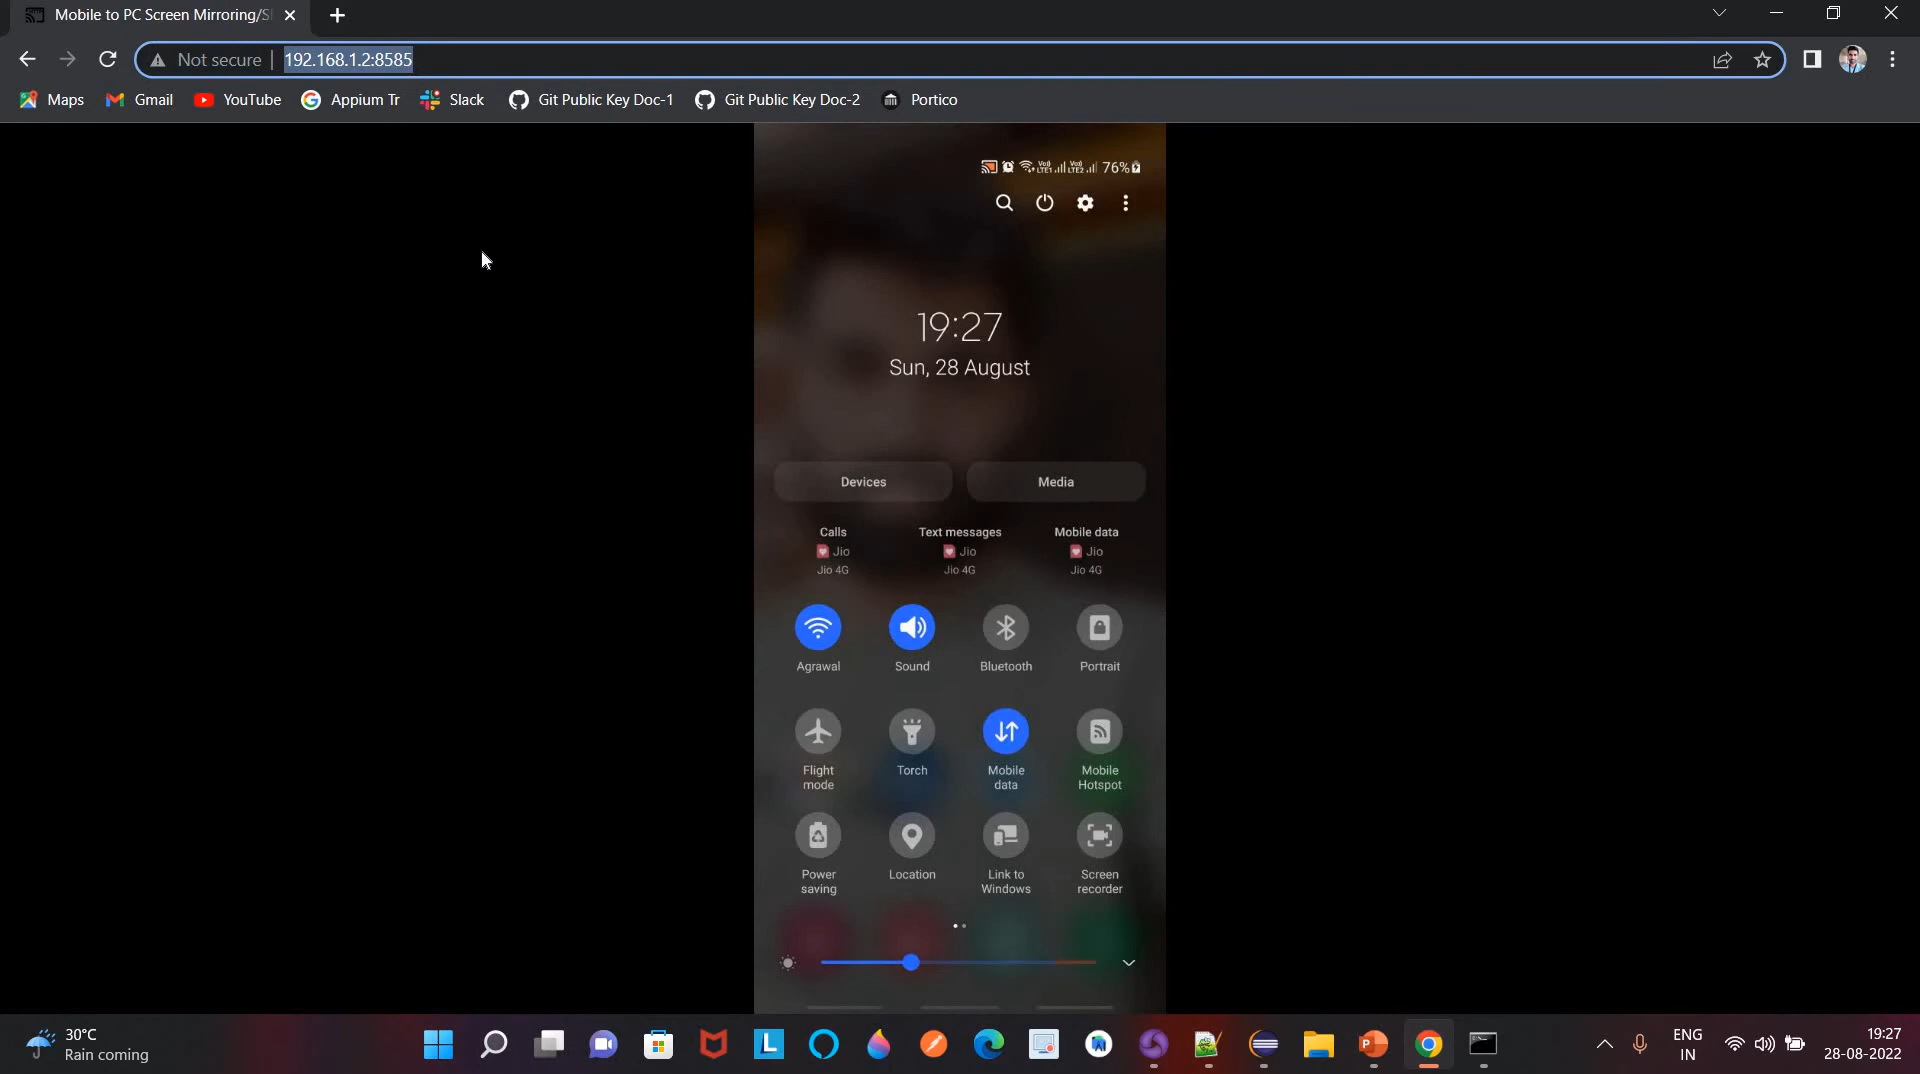 Mobile to PC Screen Mirroring/S
Not secure
192.168.1.2:8585
Maps
Gmail
YouTube
Appium Tr
Slack
Git Public Key Doc-1
Git Public Key Doc-2
Portico
Vo)) LTE1 Vo)) LTE2 76%
19:27
Sun, 28 August
Devices
Media
Calls
Text messages
Mobile data
Jio
Jio
Jio
Jio 4G
Jio 4G
Jio 4G
Agrawal
Sound
Bluetooth
Portrait
Flight
mode
Torch
Mobile
data
Mobile
Hotspot
Power
saving
Location
Link to
Windows
Screen
recorder
30°C
Rain coming
ENG
IN
19:27
28-08-2022